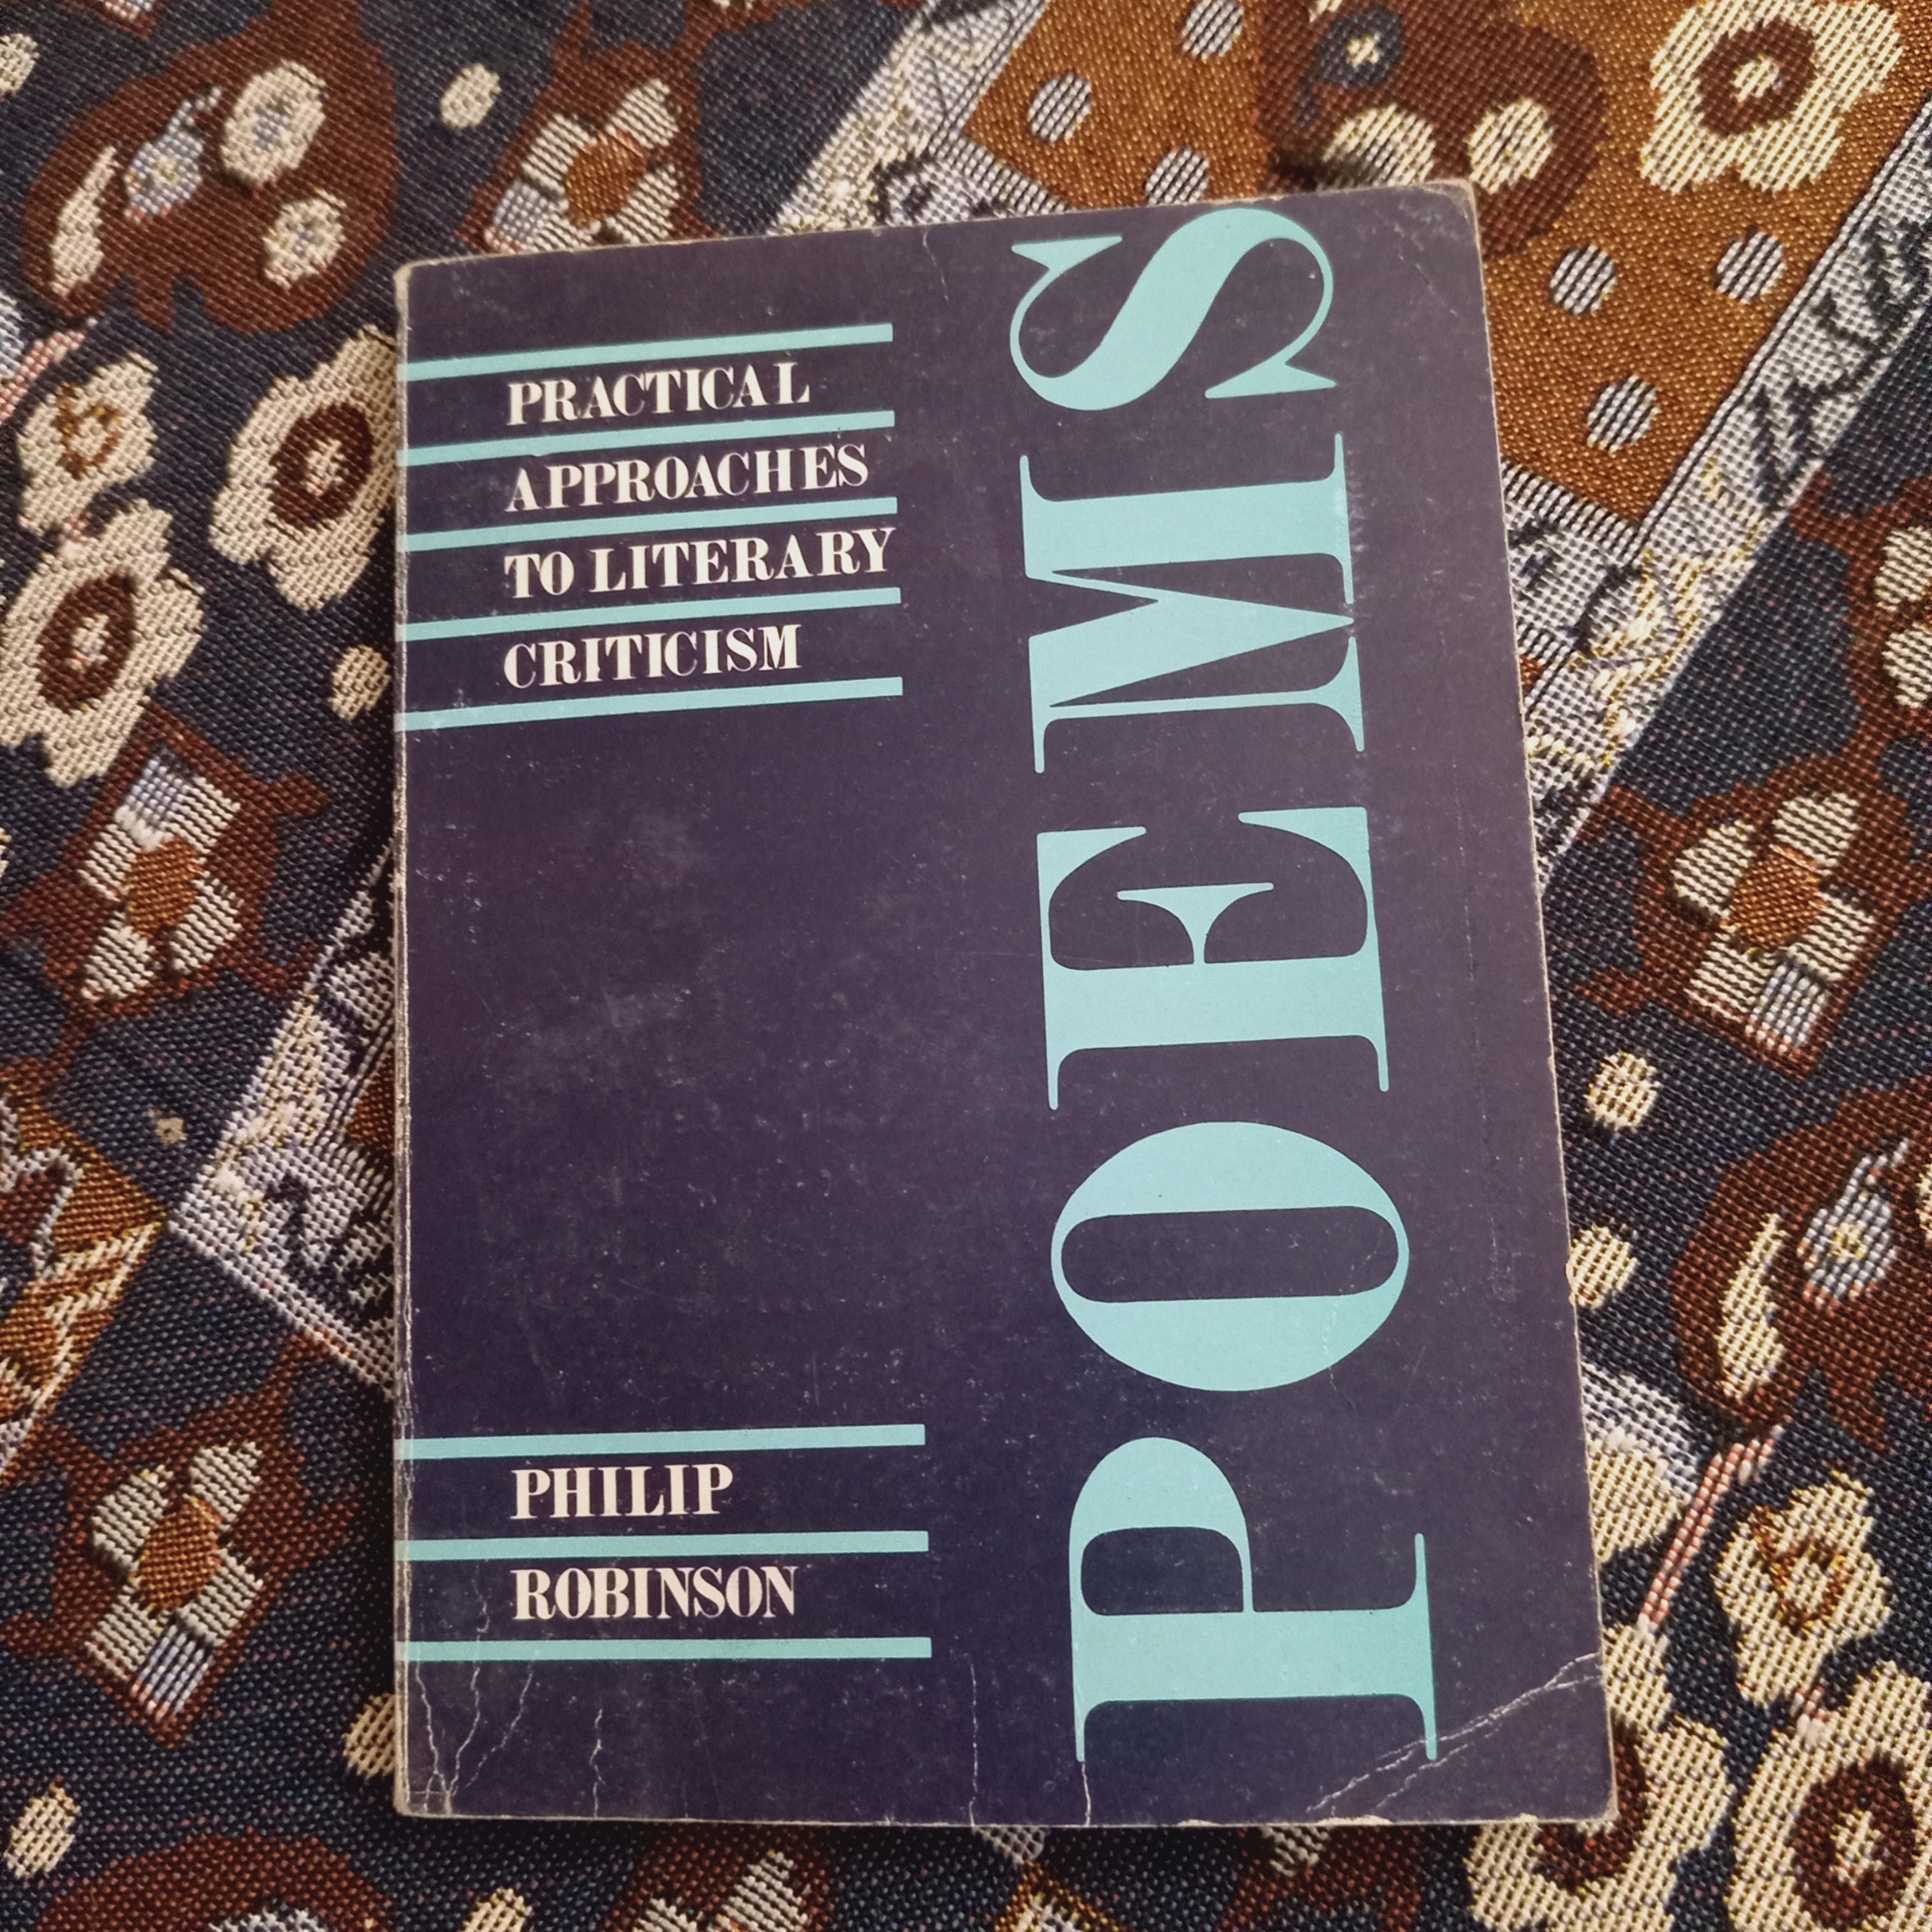 PRACTICAL
APPROACHES
TO LITERARY
CRITICISM
POEMS
PHILIP
ROBINSON